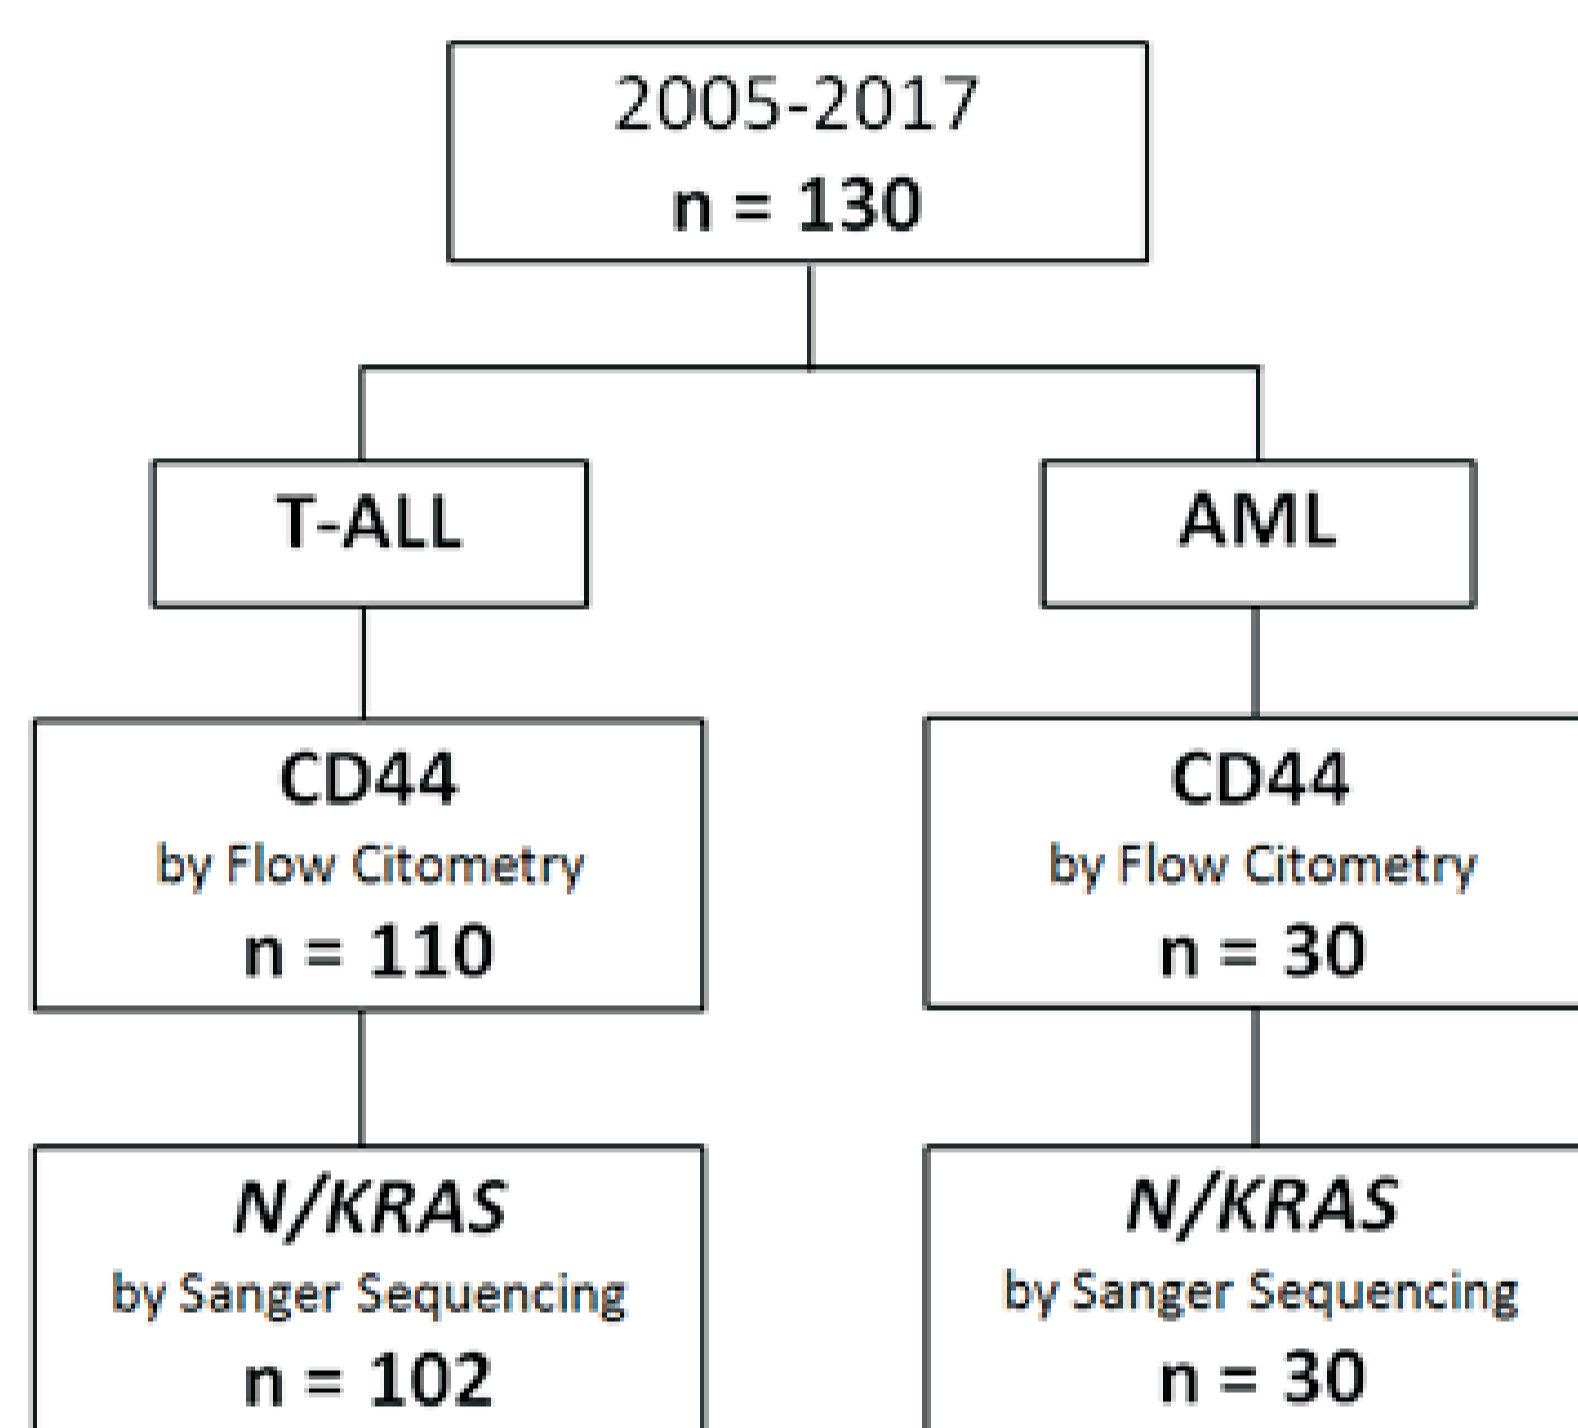 2005-2017
n = 130
T-ALL
AML
CD44
by Flow Citometry
n = 110
CD44
by Flow Citometry
n = 30
N/KRAS
by Sanger Sequencing
n = 102
N/KRAS
by Sanger Sequencing
n = 30